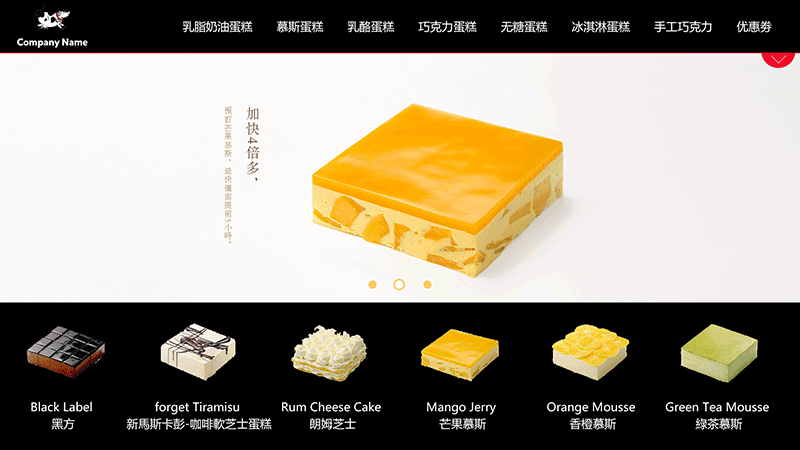 Company Name
乳脂奶油蛋糕
慕斯蛋糕
乳酪蛋糕
巧克力蛋糕
无糖蛋糕
冰淇淋蛋糕
手工巧克力
优惠券
加快4倍多，
預訂芒果慕斯，最快僅需提前5小時。
Black Label
黑方
forget Tiramisu
新馬斯卡彭-咖啡軟芝士蛋糕
Rum Cheese Cake
朗姆芝士
Mango Jerry
芒果慕斯
Orange Mousse
香橙慕斯
Green Tea Mousse
綠茶慕斯